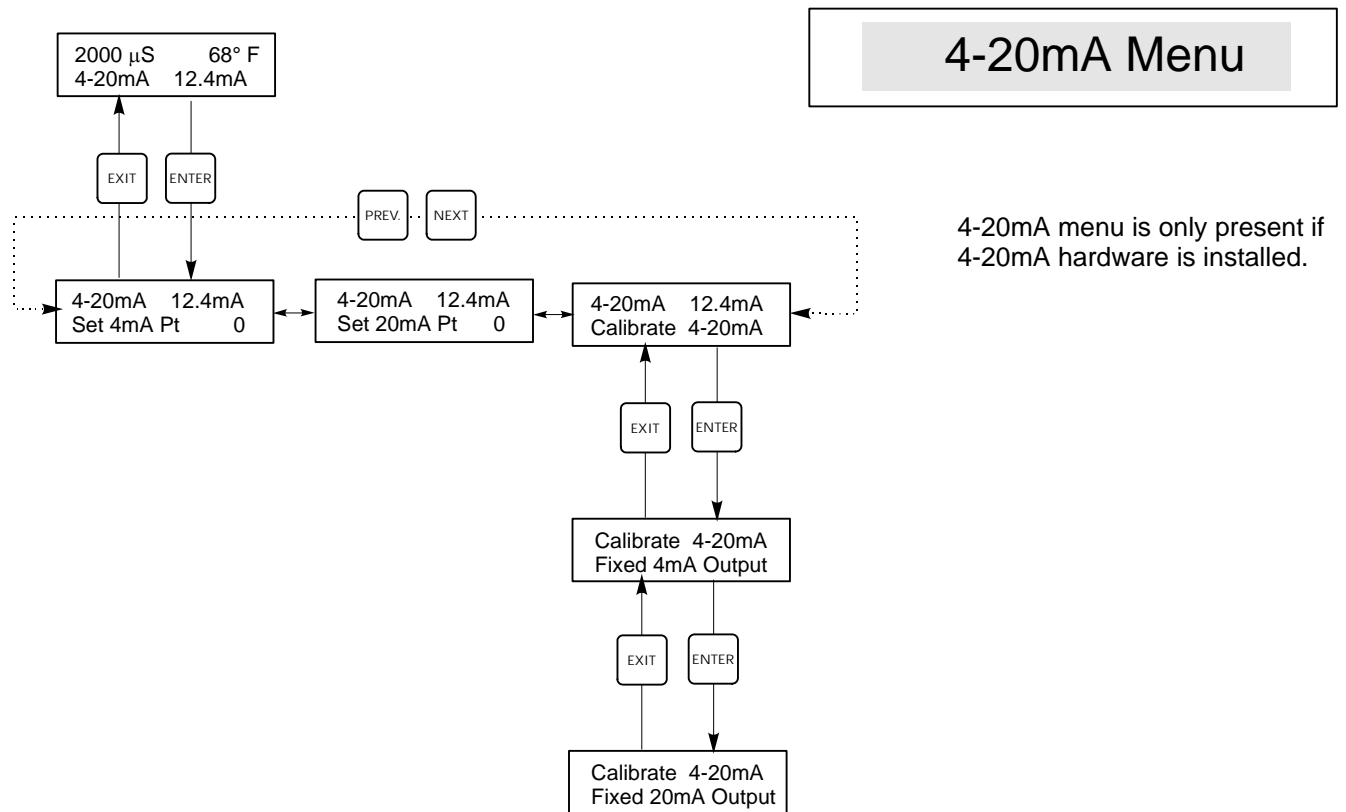 4-20mA Menu
2000 μS 68° F
4-20mA 12.4mA
EXIT
ENTER
PREV.
NEXT
4-20mA menu is only present if
4-20mA hardware is installed.
4-20mA 12.4mA
Set 4mA Pt 0
4-20mA 12.4mA
Set 20mA Pt 0
4-20mA 12.4mA
Calibrate 4-20mA
EXIT
ENTER
Calibrate 4-20mA
Fixed 4mA Output
EXIT
ENTER
Calibrate 4-20mA
Fixed 20mA Output